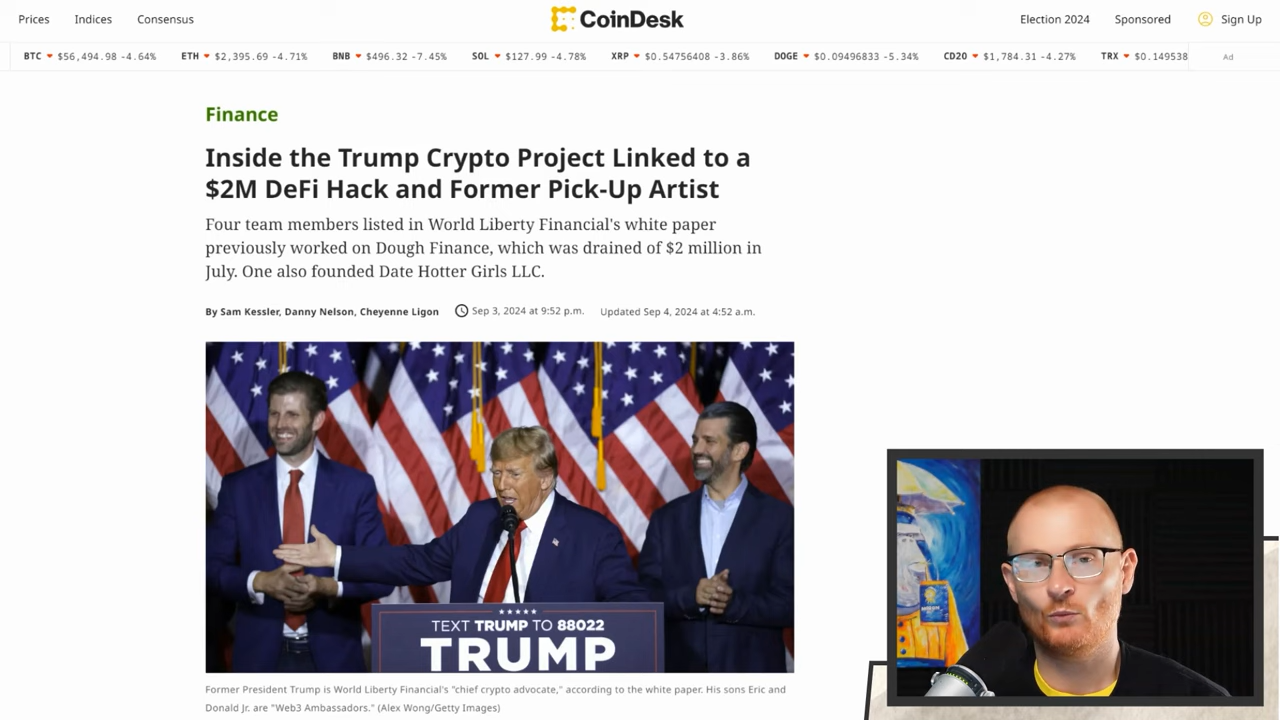 Prices Indices Consensus CoinDesk Election 2024 Sponsored Sign Up
BTC $56,494.98 -4.64% ETH $2,395.69 -4.71% BNB $496.32 -7.45% SOL $127.99 -4.78% XRP $0.54756408 -3.86% DOGE $0.09496833 -5.34% CD20 $1,784.31 -4.27% TRX $0.149538 Ad
Finance
Inside the Trump Crypto Project Linked to a
$2M DeFi Hack and Former Pick-Up Artist
Four team members listed in World Liberty Financial's white paper
previously worked on Dough Finance, which was drained of $2 million in
July. One also founded Date Hotter Girls LLC.
By Sam Kessler, Danny Nelson, Cheyenne Ligon Sep 3, 2024 at 9:52 p.m. Updated Sep 4, 2024 at 4:52 a.m.
TEXT TRUMP TO 88022
TRUMP
Former President Trump is World Liberty Financial's "chief crypto advocate," according to the white paper. His sons Eric and
Donald Jr. are "Web3 Ambassadors." (Alex Wong/Getty Images)